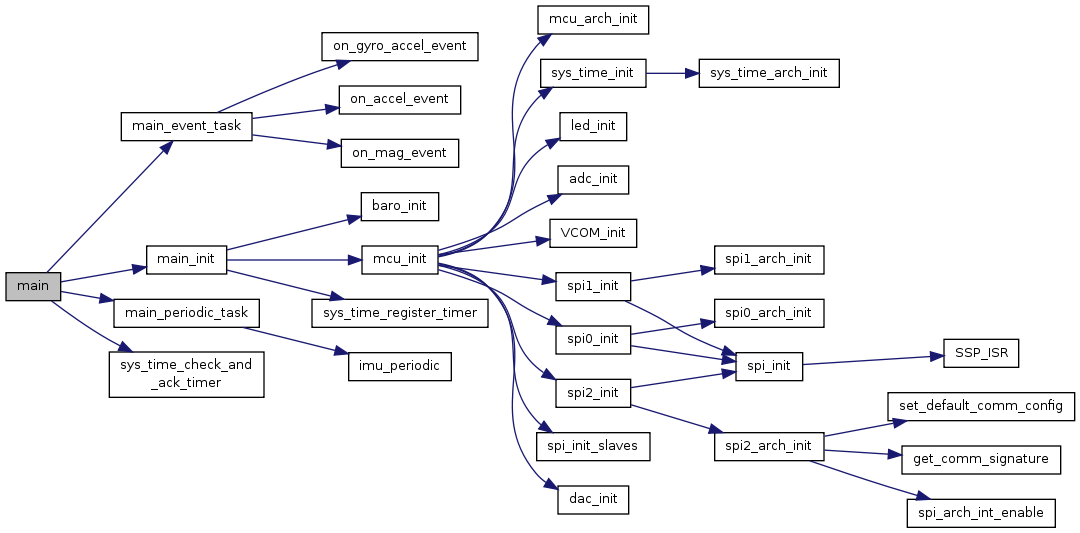 main
main_event_task
on_gyro_accel_event
on_accel_event
on_mag_event
main_init
baro_init
mcu_init
sys_time_register_timer
main_periodic_task
imu_periodic
sys_time_check_and
_ack_timer
mcu_arch_init
sys_time_init
sys_time_arch_init
led_init
adc_init
VCOM_init
spi1_init
spi1_arch_init
spi0_init
spi0_arch_init
spi_init
SSP_ISR
spi2_init
spi2_arch_init
set_default_comm_config
get_comm_signature
spi_arch_int_enable
spi_init_slaves
dac_init